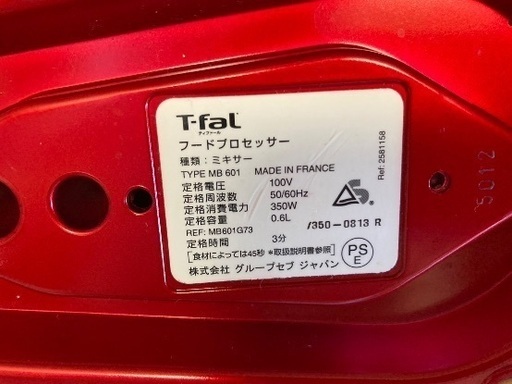 T-faL
ティファール
フードプロセッサー
種類：ミキサー
TYPE MB 601 MADE IN FRANCE
定格電圧 100V
定格周波数 50/60Hz
定格消費電力 350W
定格容量 0.6L
REF: MB601G73
定格時間 3分
[食材によっては45秒 *取扱説明書参照]
株式会社 グループセブ ジャパン
/350-0813 R
S
PS
E
Ref: 2581158
5012